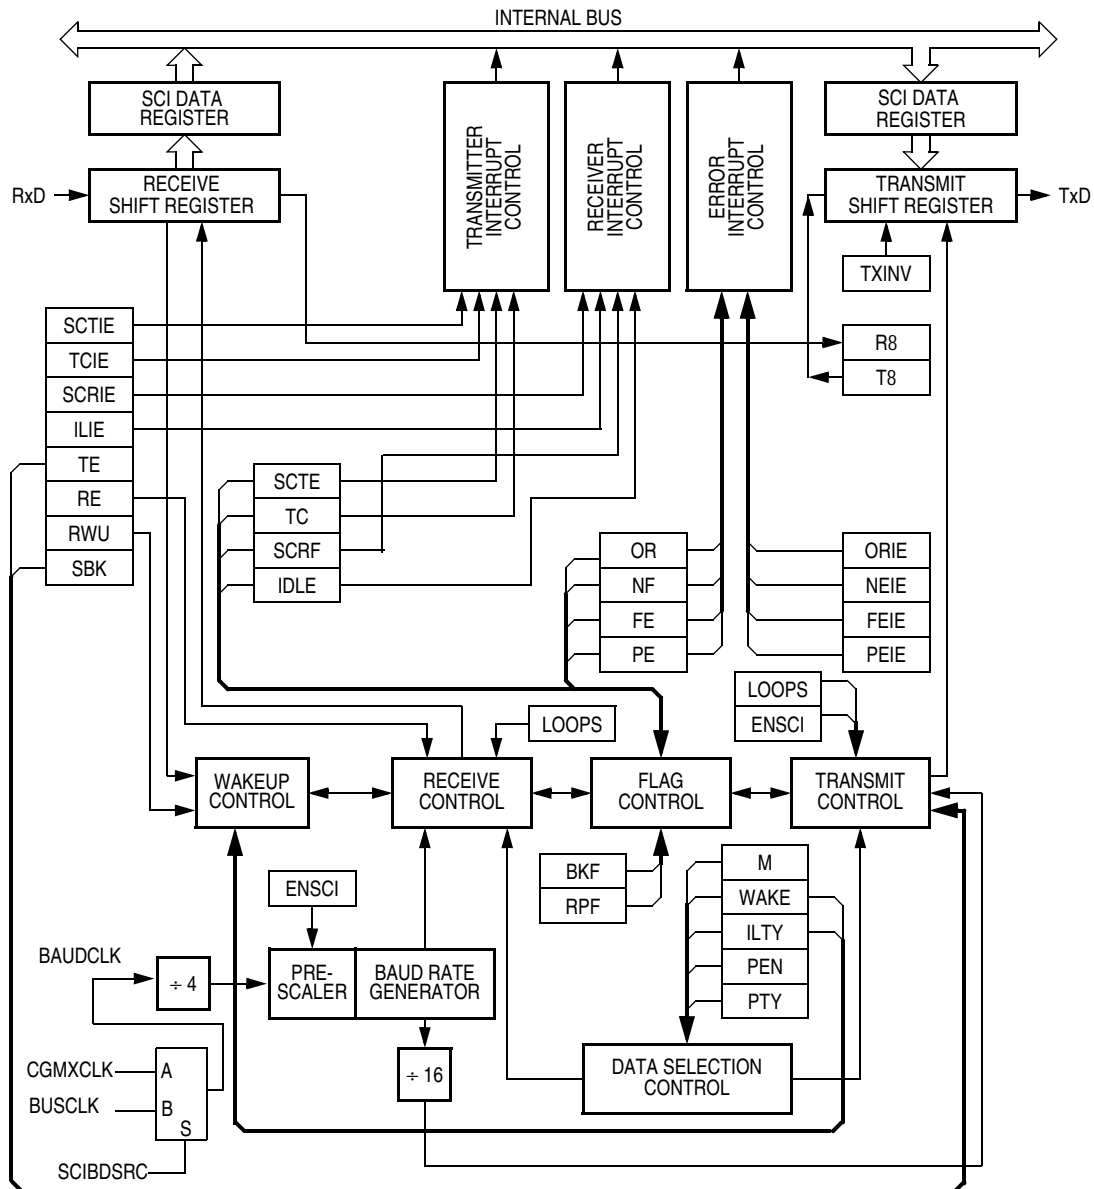 INTERNAL BUS
SCI DATA
REGISTER
SCI DATA
REGISTER
TRANSMITTER
INTERRUPT
CONTROL
RECEIVER
INTERRUPT
CONTROL
ERROR
INTERRUPT
CONTROL
RxD
RECEIVE
SHIFT REGISTER
TRANSMIT
SHIFT REGISTER
TxD
TXINV
SCTIE
TCIE
SCRIE
ILIE
TE
RE
RWU
SBK
R8
T8
SCTE
TC
SCRF
IDLE
OR
NF
FE
PE
ORIE
NEIE
FEIE
PEIE
LOOPS
LOOPS
ENSCI
WAKEUP
CONTROL
RECEIVE
CONTROL
FLAG
CONTROL
TRANSMIT
CONTROL
BKF
RPF
M
WAKE
ILTY
PEN
PTY
ENSCI
BAUDCLK
÷ 4
PRE-
SCALER
BAUD RATE
GENERATOR
÷ 16
DATA SELECTION
CONTROL
CGMXCLK
A
BUSCLK
B
S
SCIBDSRC